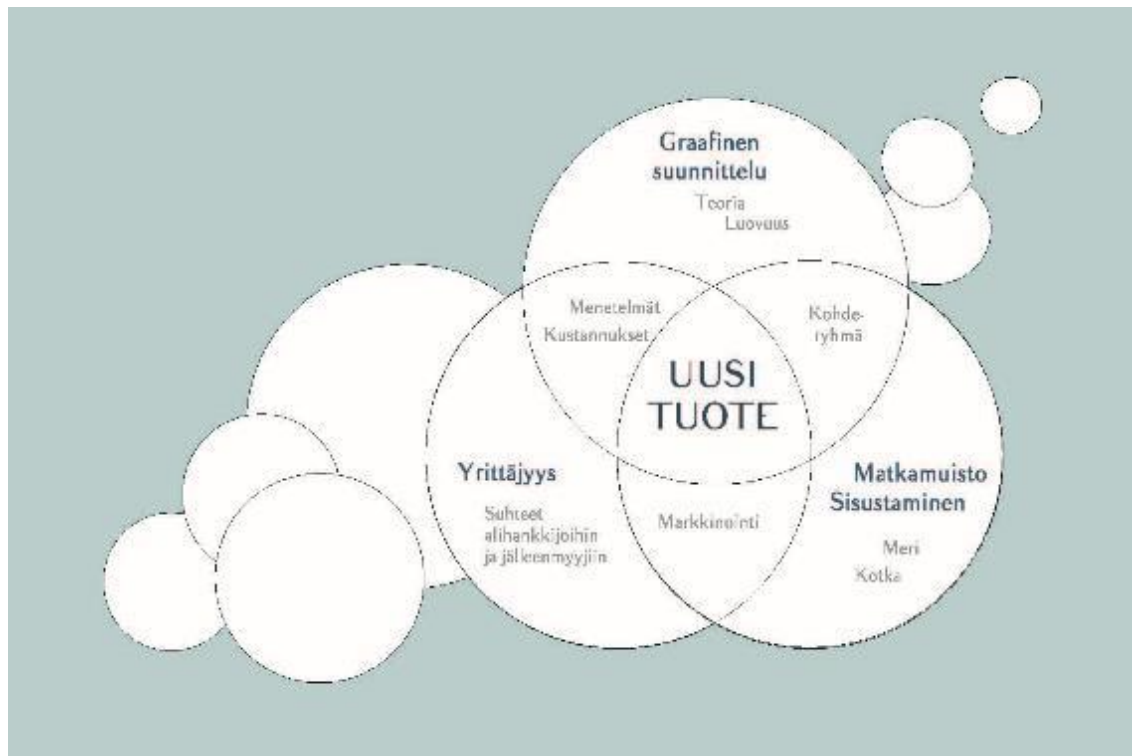 Graafinen
suunnittelu
Teoria
Luovuus
Menetelmät
Kustannukset
Kohde-
ryhmä
UUSI
TUOTE
Yrittäjyys
Suhteet
alihankkijoihin
ja jälleenmyyjiin
Markkinointi
Matkamuisto
Sisustaminen
Meri
Kotka